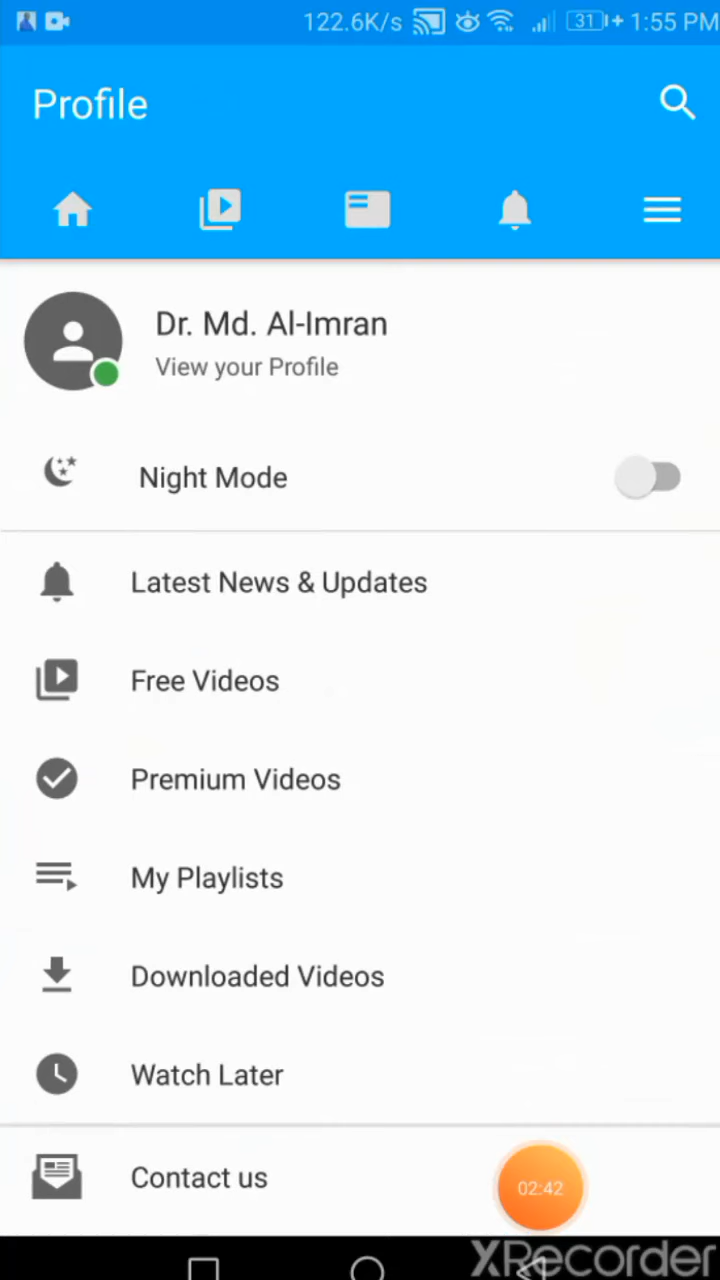 122.6K/s 31 1:55 PM
Profile
Dr. Md. Al-Imran
View your Profile
Night Mode
Latest News & Updates
Free Videos
Premium Videos
My Playlists
Downloaded Videos
Watch Later
Contact us
02:42
XRecorder